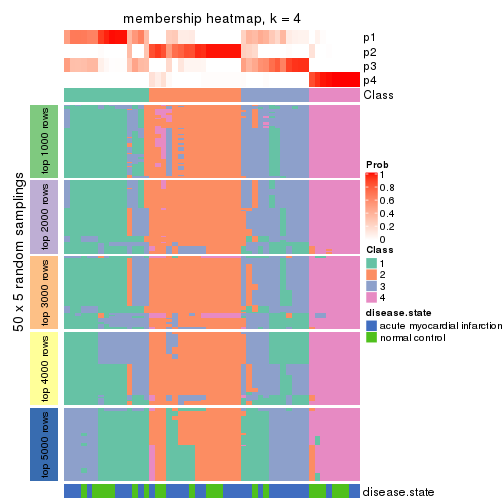 membership heatmap, k = 4
p1
p2
p3
p4
Class
50 x 5 random samplings
top 1000 rows
top 2000 rows
top 3000 rows
top 4000 rows
top 5000 rows
disease.state
Prob
1
0.8
0.6
0.4
0.2
0
Class
1
2
3
4
disease.state
acute myocardial infarction
normal control